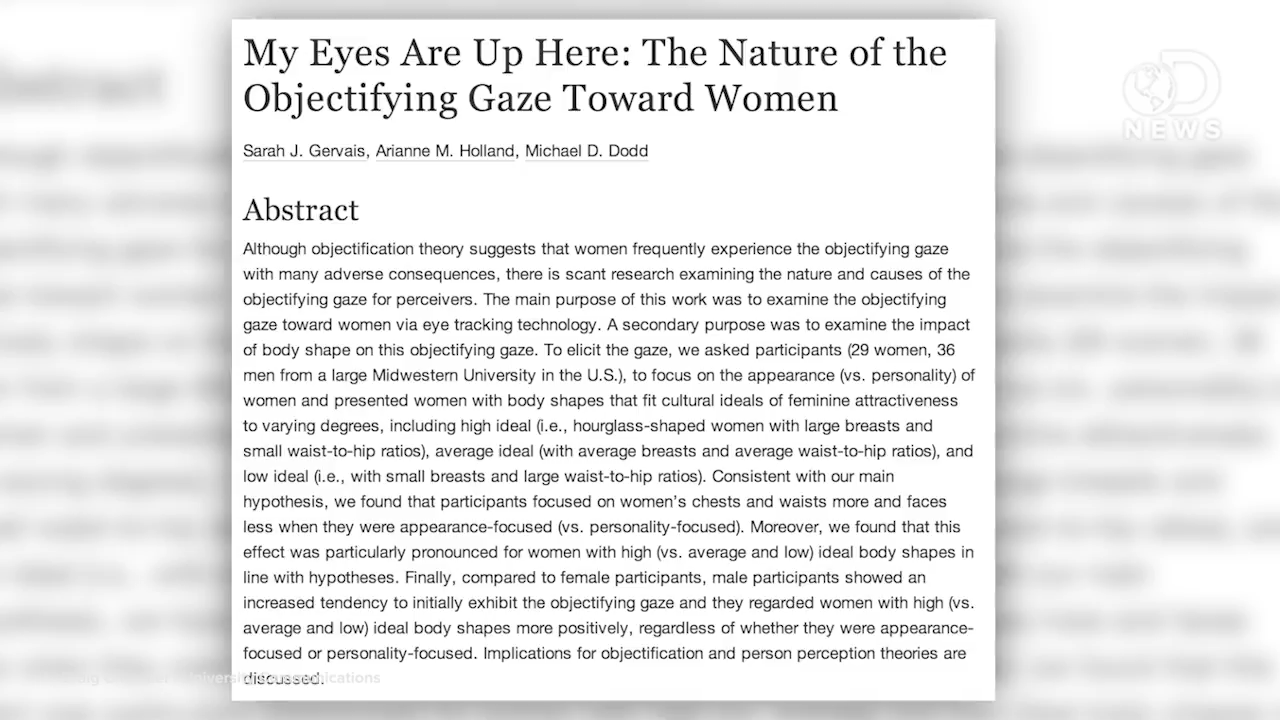 My Eyes Are Up Here: The Nature of the
Objectifying Gaze Toward Women
Sarah J. Gervais, Arianne M. Holland, Michael D. Dodd
Abstract
Although objectification theory suggests that women frequently experience the objectifying gaze
with many adverse consequences, there is scant research examining the nature and causes of the
objectifying gaze for perceivers. The main purpose of this work was to examine the objectifying
gaze toward women via eye tracking technology. A secondary purpose was to examine the impact
of body shape on this objectifying gaze. To elicit the gaze, we asked participants (29 women, 36
men from a large Midwestern University in the U.S.), to focus on the appearance (vs. personality) of
women and presented women with body shapes that fit cultural ideals of feminine attractiveness
to varying degrees, including high ideal (i.e., hourglass-shaped women with large breasts and
small waist-to-hip ratios), average ideal (with average breasts and average waist-to-hip ratios), and
low ideal (i.e., with small breasts and large waist-to-hip ratios). Consistent with our main
hypothesis, we found that participants focused on women's chests and waists more and faces
less when they were appearance-focused (vs. personality-focused). Moreover, we found that this
effect was particularly pronounced for women with high (vs. average and low) ideal body shapes in
line with hypotheses. Finally, compared to female participants, male participants showed an
increased tendency to initially exhibit the objectifying gaze and they regarded women with high (vs.
average and low) ideal body shapes more positively, regardless of whether they were appearance-
focused or personality-focused. Implications for objectification and person perception theories are
discussed.
University Communications
D
NEWS